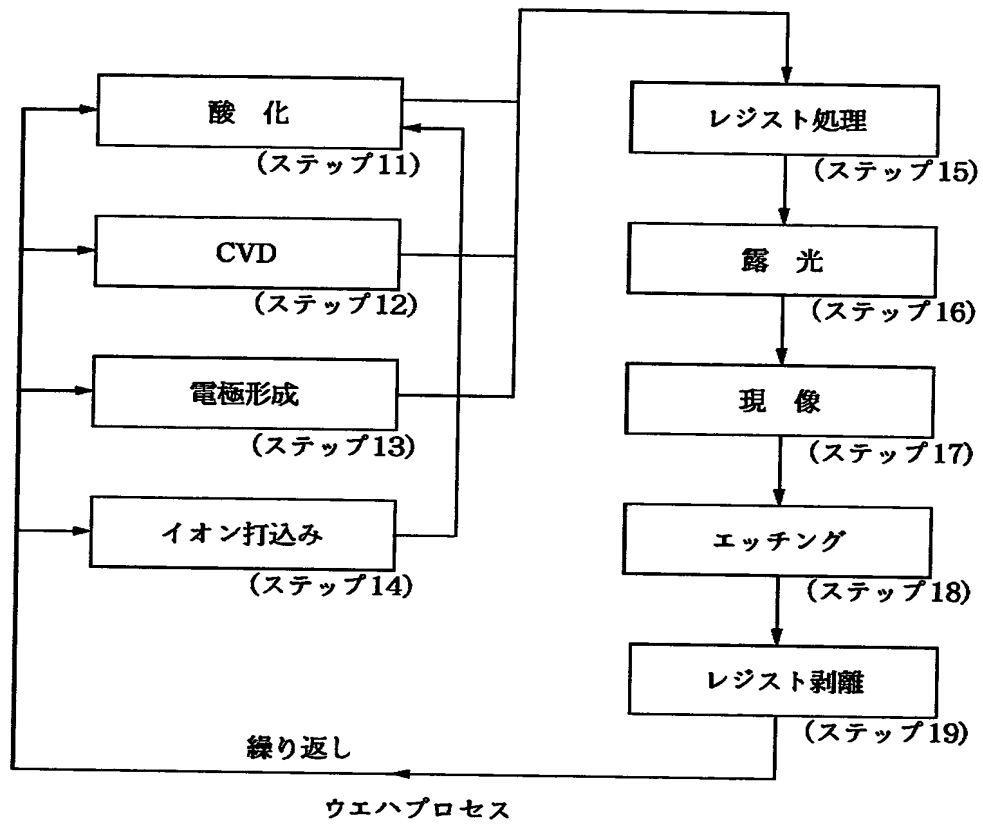 酸　化
(ステップ11)
CVD
(ステップ12)
電極形成
(ステップ13)
イオン打込み
(ステップ14)
レジスト処理
(ステップ15)
露　光
(ステップ16)
現　像
(ステップ17)
エッチング
(ステップ18)
レジスト剥離
(ステップ19)
繰り返し
ウエハプロセス